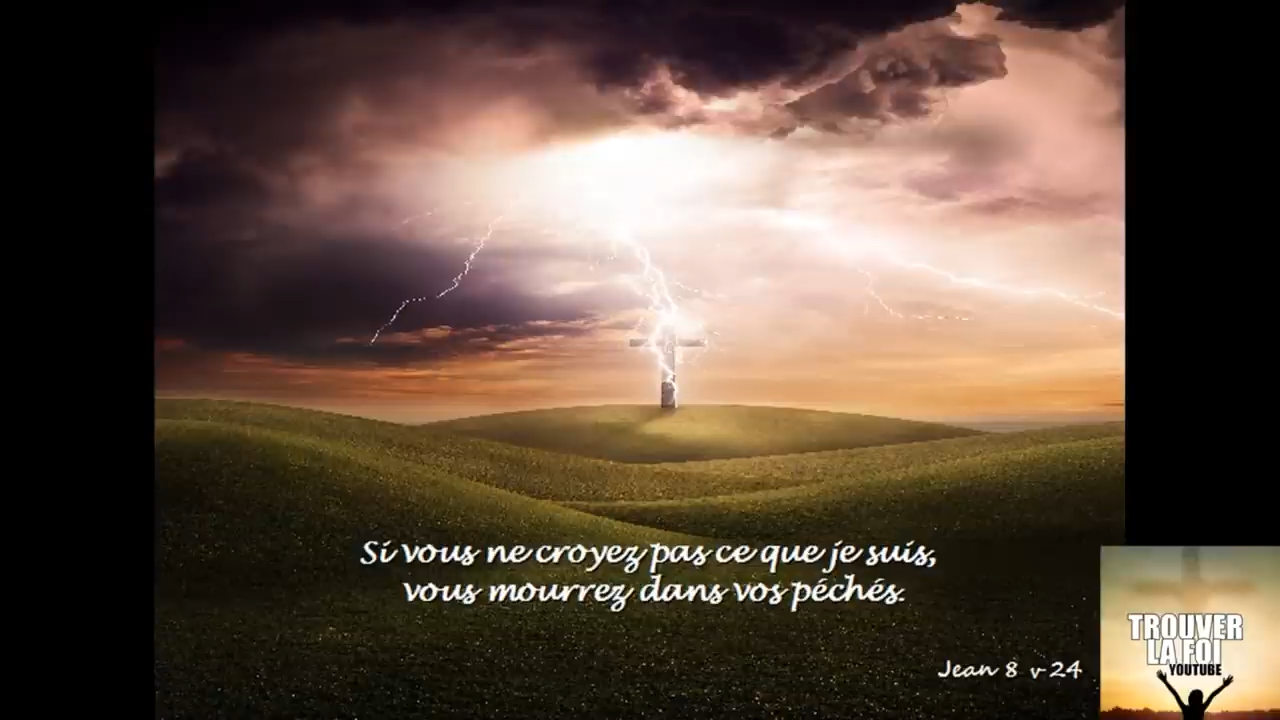 Si vous ne croyez pas ce que je suis,
vous mourrez dans vos péchés.
Jean 8 v 24
TROUVER
LA FOI
YOUTUBE